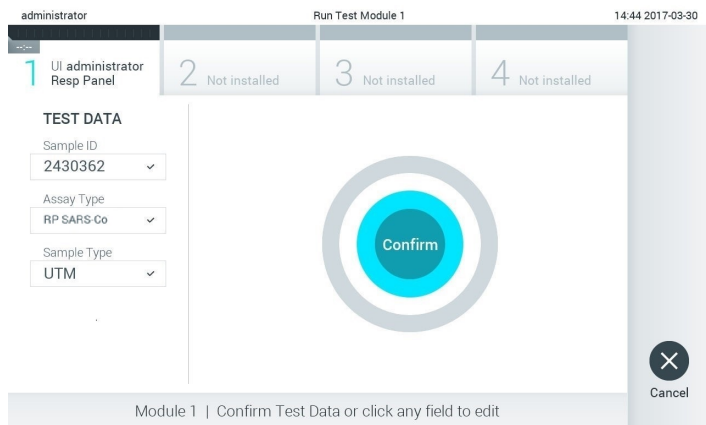 administrator
Run Test Module 1
14:44 2017-03-30
--:--
1 UI administrator
Resp Panel
2 Not installed
3 Not installed
4 Not installed
TEST DATA
Sample ID
2430362
Assay Type
RP SARS-Co
Sample Type
UTM
Confirm
Cancel
Module 1 | Confirm Test Data or click any field to edit